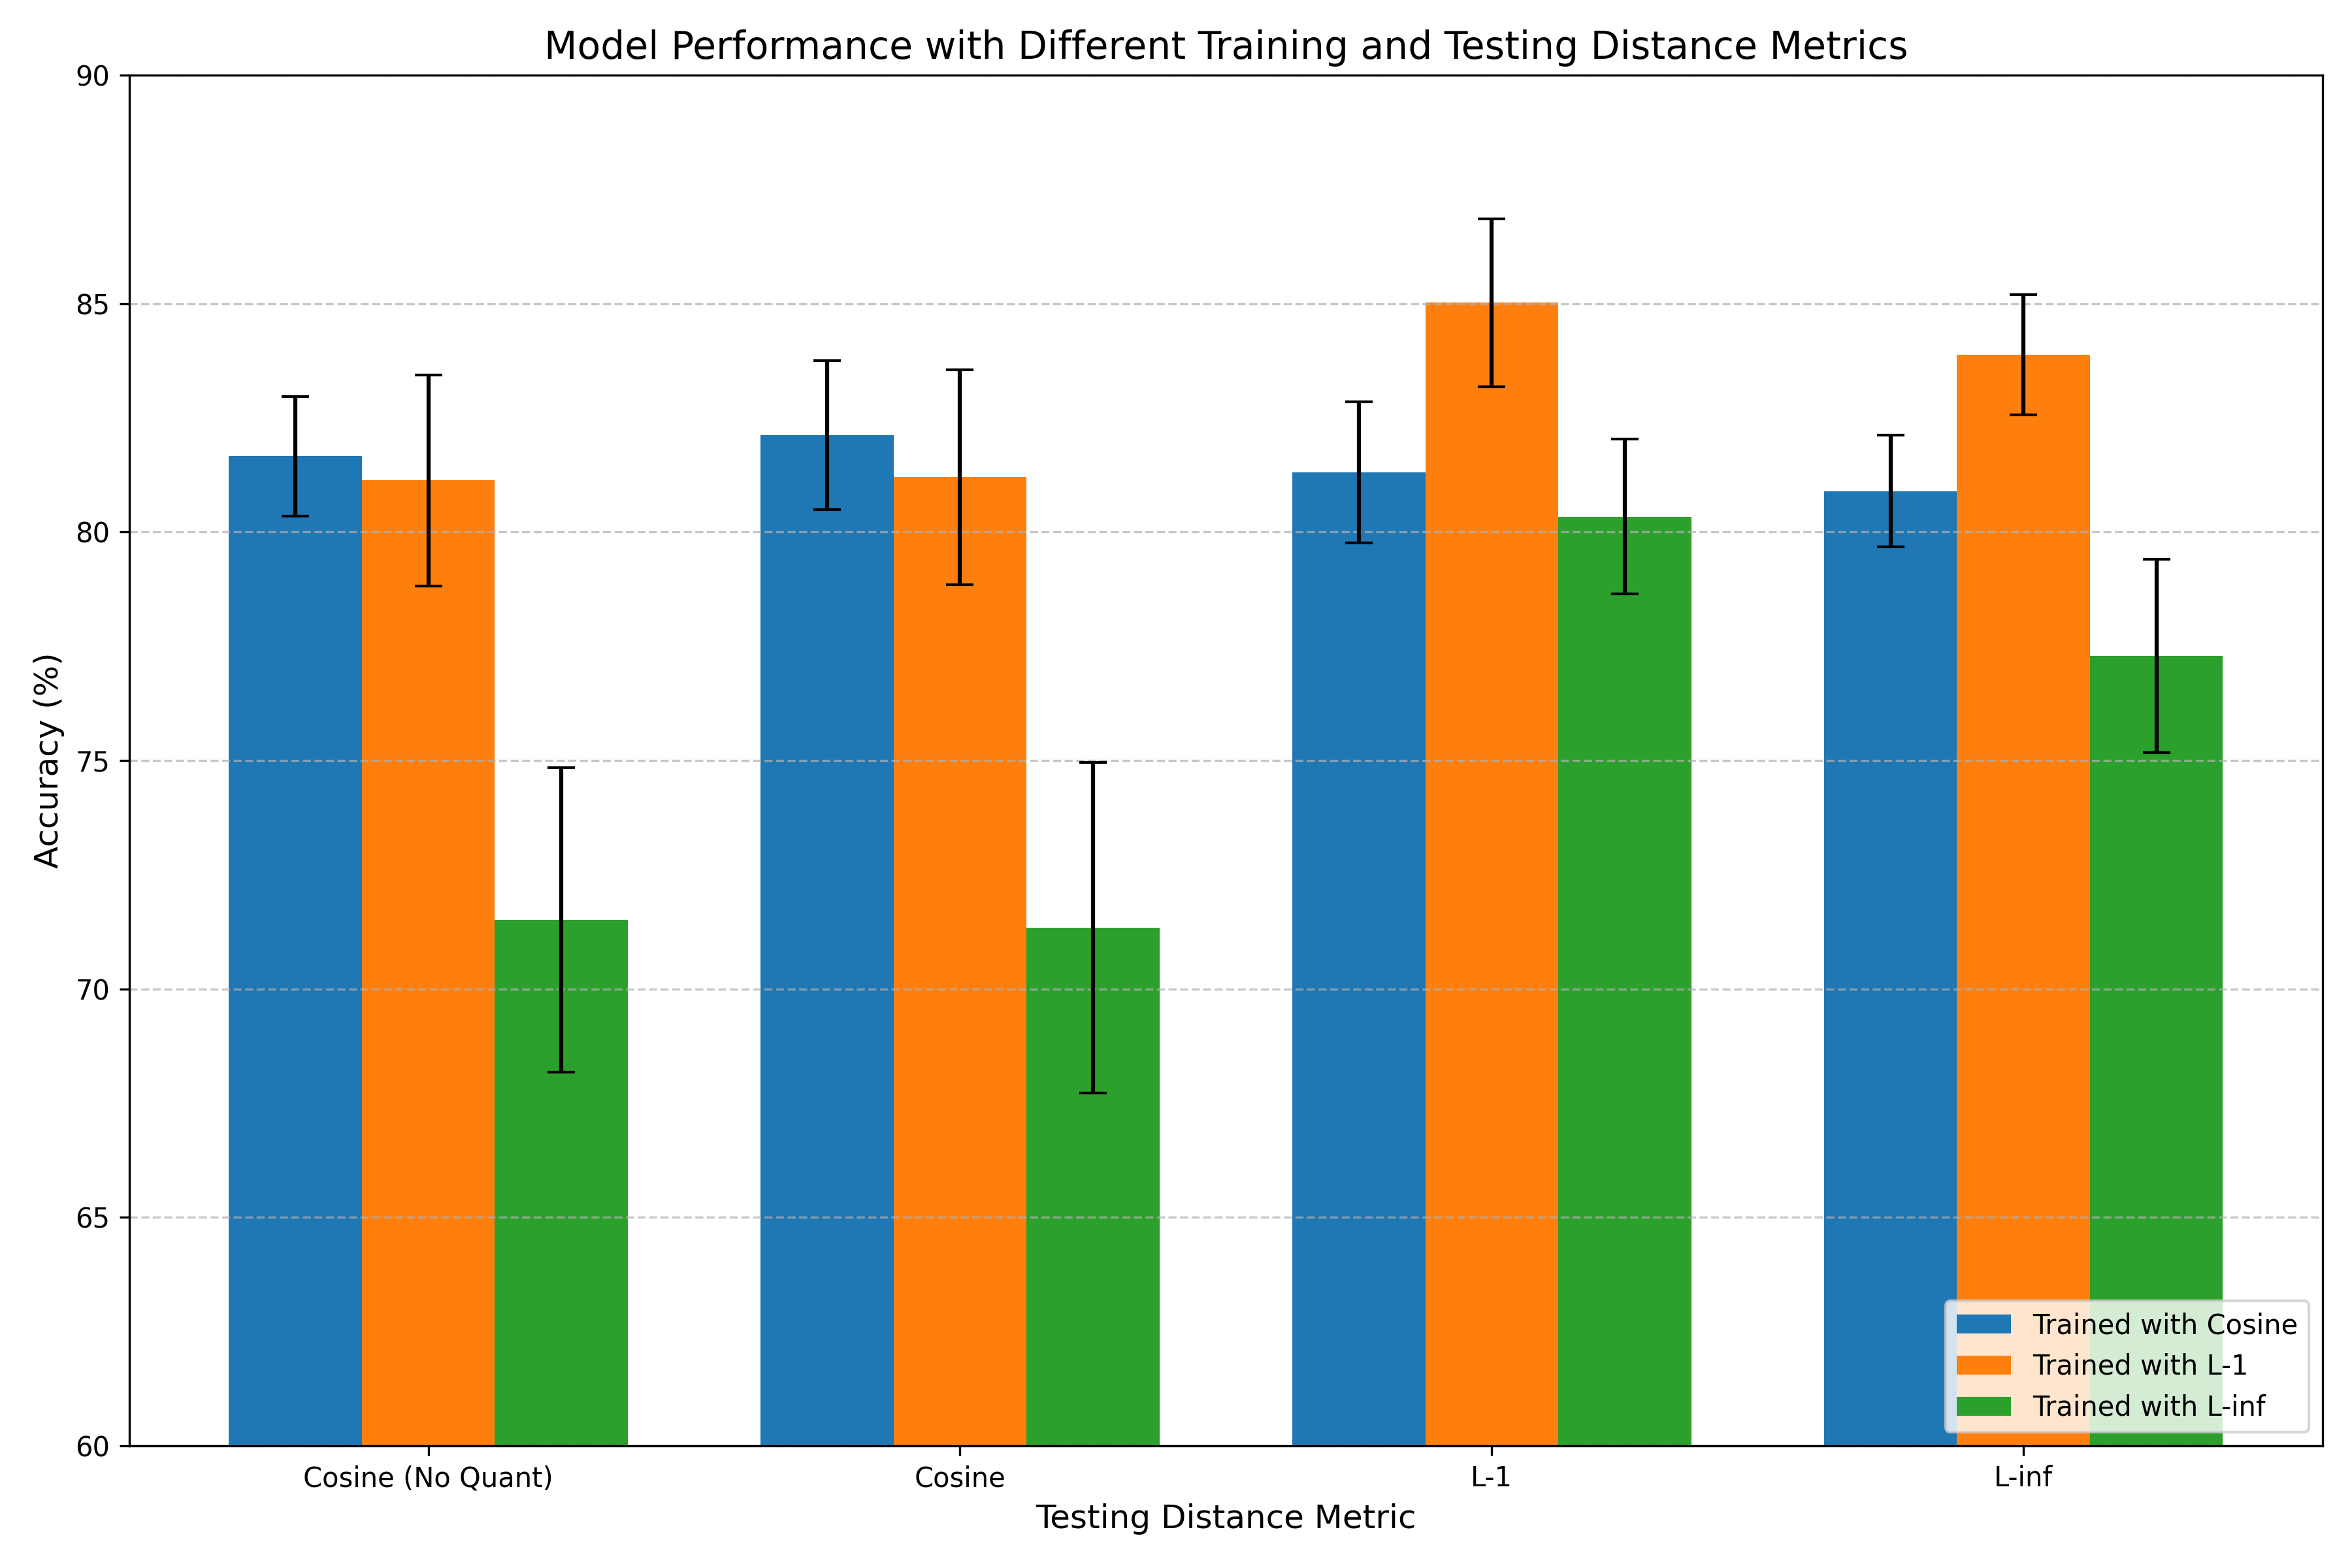 Model Performance with Different Training and Testing Distance Metrics
Accuracy (%)
90
85
80
75
70
65
60
Cosine (No Quant)
Cosine
L-1
L-inf
Testing Distance Metric
Trained with Cosine
Trained with L-1
Trained with L-inf